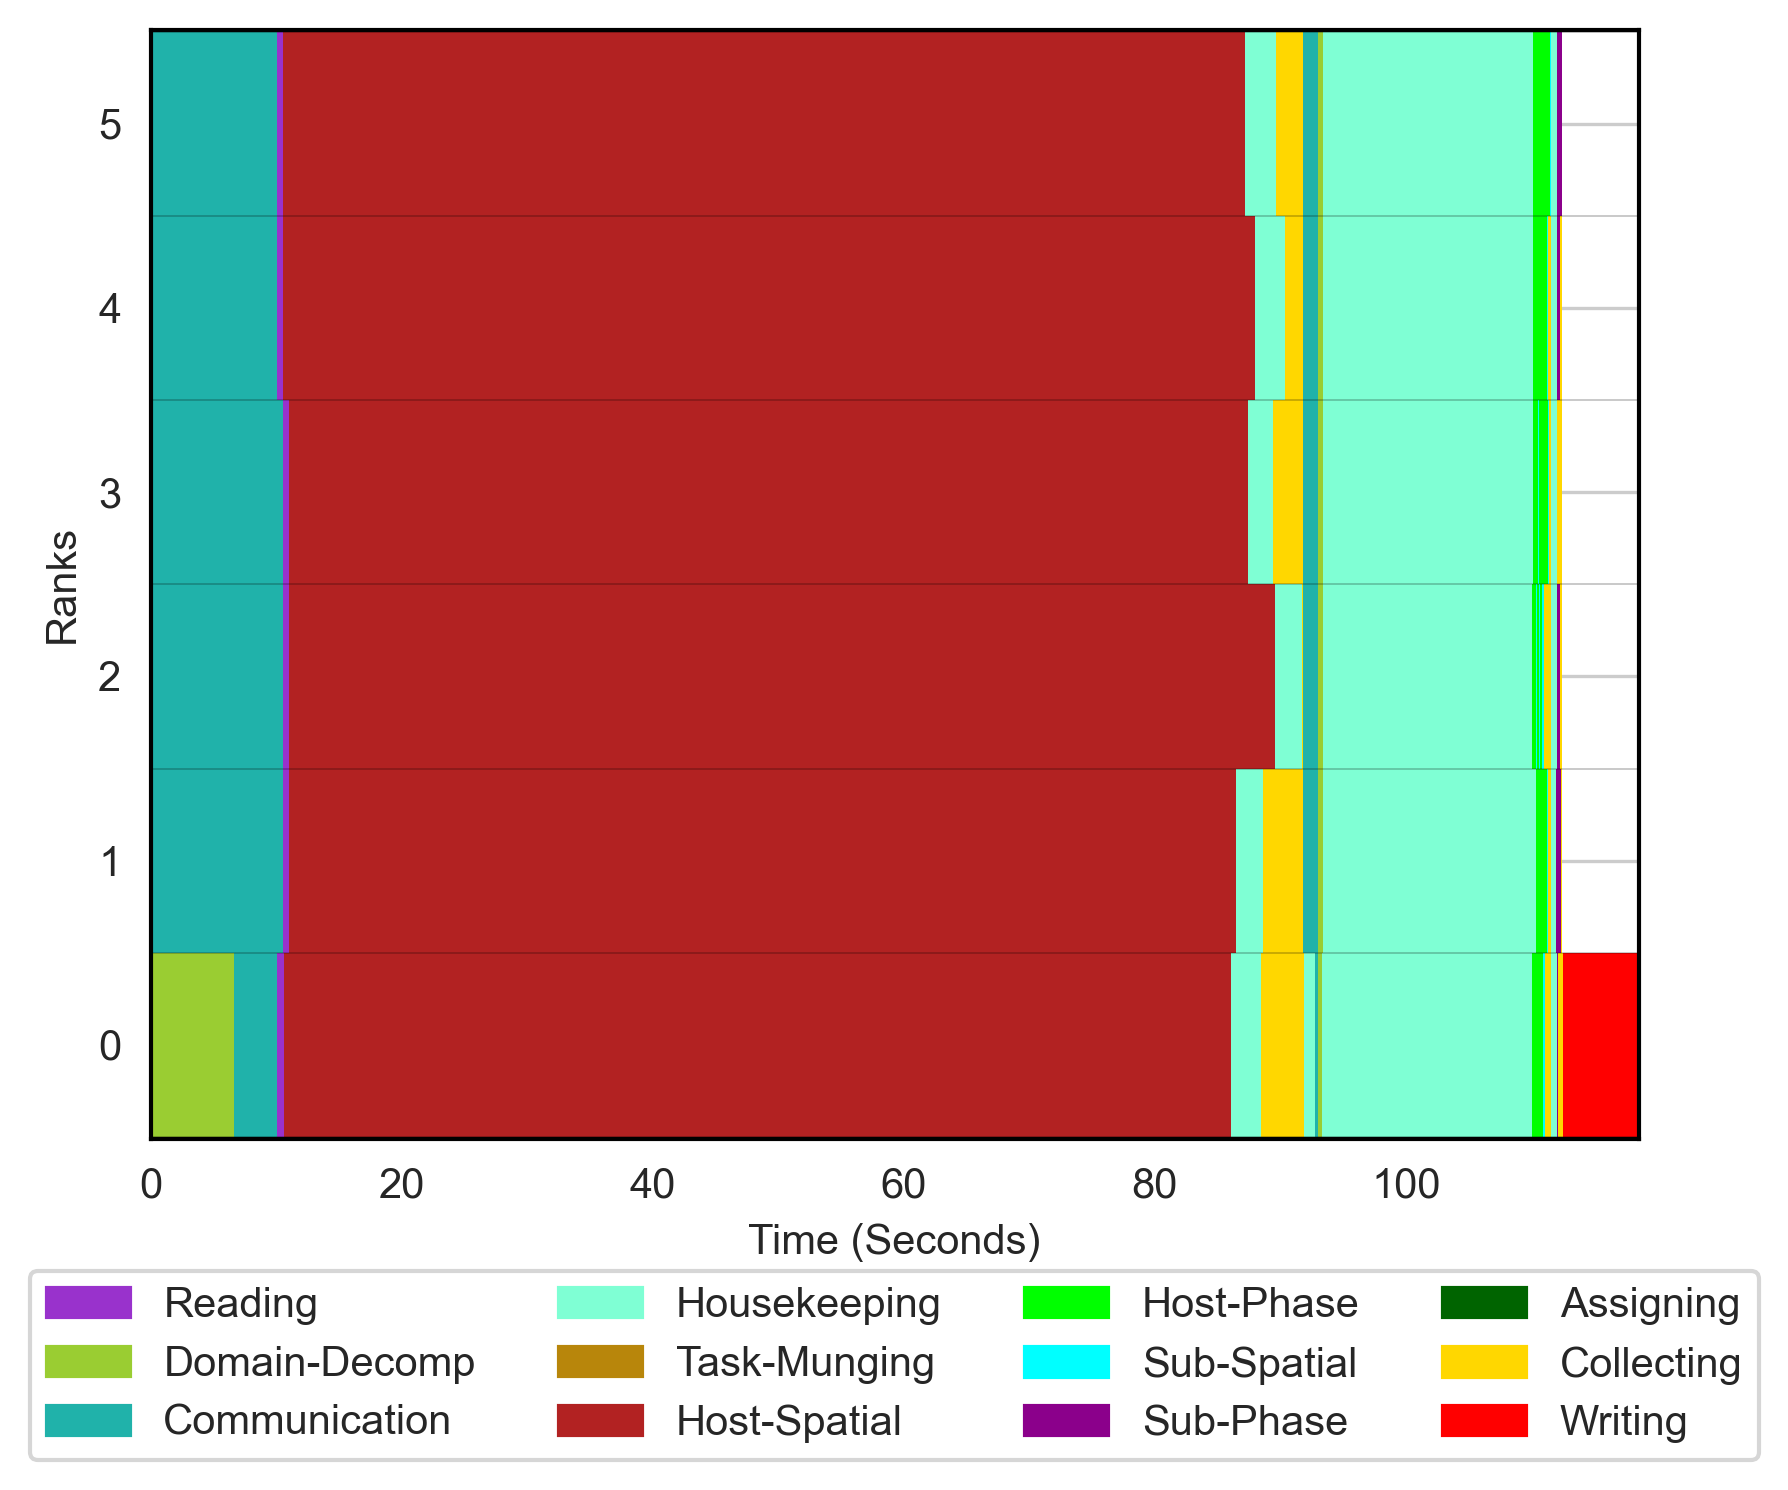 5
4
3
2
1
0
Ranks
0 20 40 60 80 100
Time (Seconds)
Reading Housekeeping Host-Phase Assigning
Domain-Decomp Task-Munging Sub-Spatial Collecting
Communication Host-Spatial Sub-Phase Writing